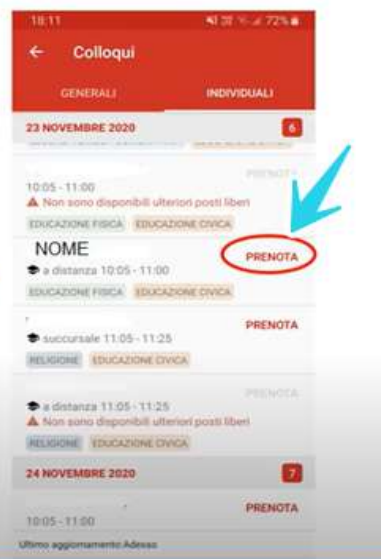 18:11
72%
← Colloqui
GENERALI INDIVIDUALI
23 NOVEMBRE 2020 6
PRENOTA
10:05 - 11:00
Non sono disponibili ulteriori posti liberi
EDUCAZIONE FISICA EDUCAZIONE CIVICA
NOME
PRENOTA
a distanza 10:05 - 11:00
EDUCAZIONE FISICA EDUCAZIONE CIVICA
PRENOTA
succursale 11:05 - 11:25
RELIGIONE EDUCAZIONE CIVICA
PRENOTA
a distanza 11:05 - 11:25
Non sono disponibili ulteriori posti liberi
RELIGIONE EDUCAZIONE CIVICA
24 NOVEMBRE 2020 7
PRENOTA
10:05 - 11:00
Ultimo aggiornamento:Adesso